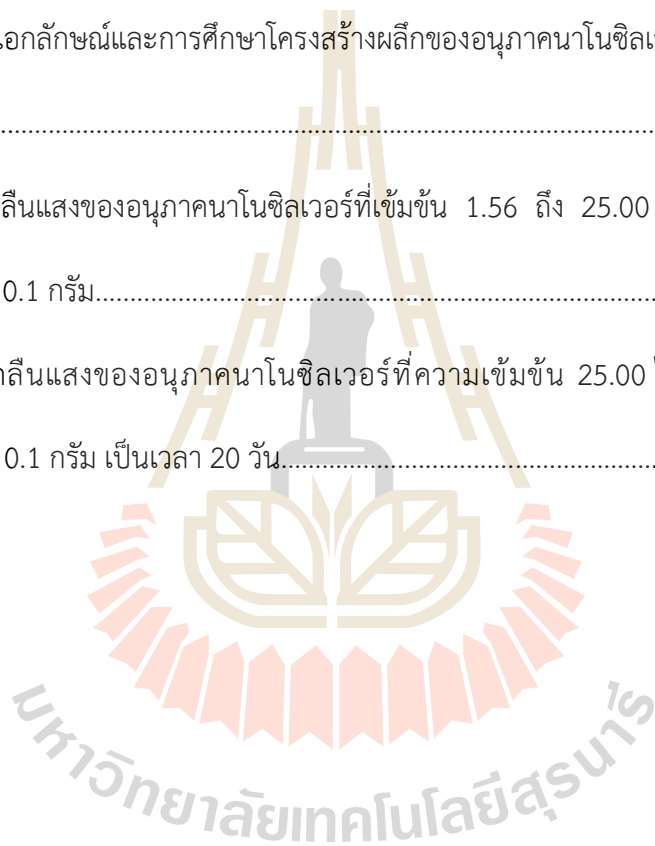 เอกลักษณ์และการศึกษาโครงสร้างผลึกของอนุภาคนาโนซิลเ
...............................................................................................
ลืนแสงของอนุภาคนาโนซิลเวอร์ที่เข้มข้น 1.56 ถึง 25.00
0.1 กรัม.................................................................................
ลืนแสงของอนุภาคนาโนซิลเวอร์ที่ความเข้มข้น 25.00
0.1 กรัม เป็นเวลา 20 วัน......................................................
มหาวิทยาลัยเทคโนโลยีสุรนารี